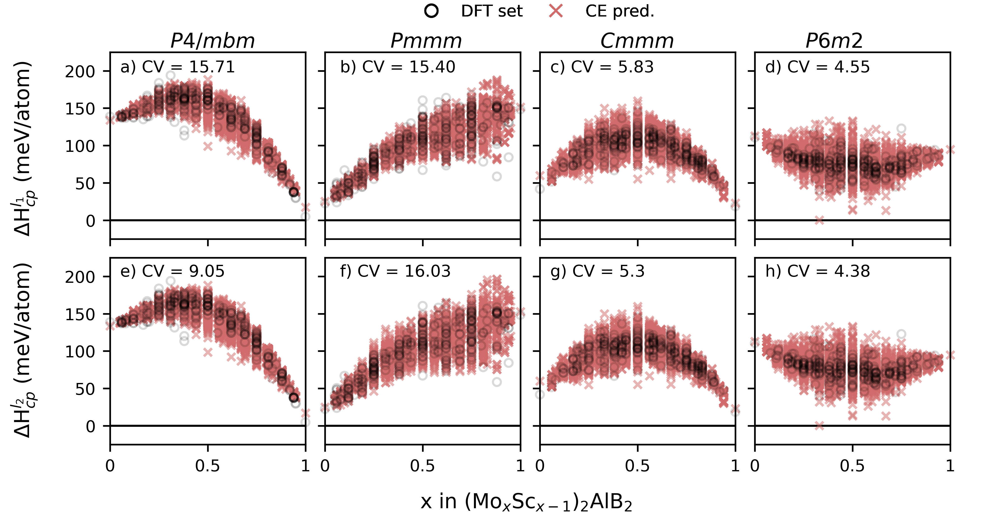 DFT set CE pred.
P4/mbm Pmmm Cmmm P6m2
a) CV = 15.71 b) CV = 15.40 c) CV = 5.83 d) CV = 4.55
200
150
100
50
0
ΔH^{l_1}_{cp} (meV/atom)
e) CV = 9.05 f) CV = 16.03 g) CV = 5.3 h) CV = 4.38
200
150
100
50
0
ΔH^{l_2}_{cp} (meV/atom)
0 0.5 1 0 0.5 1 0 0.5 1 0 0.5 1
x in (Mo_xSc_{x−1})_2AlB_2